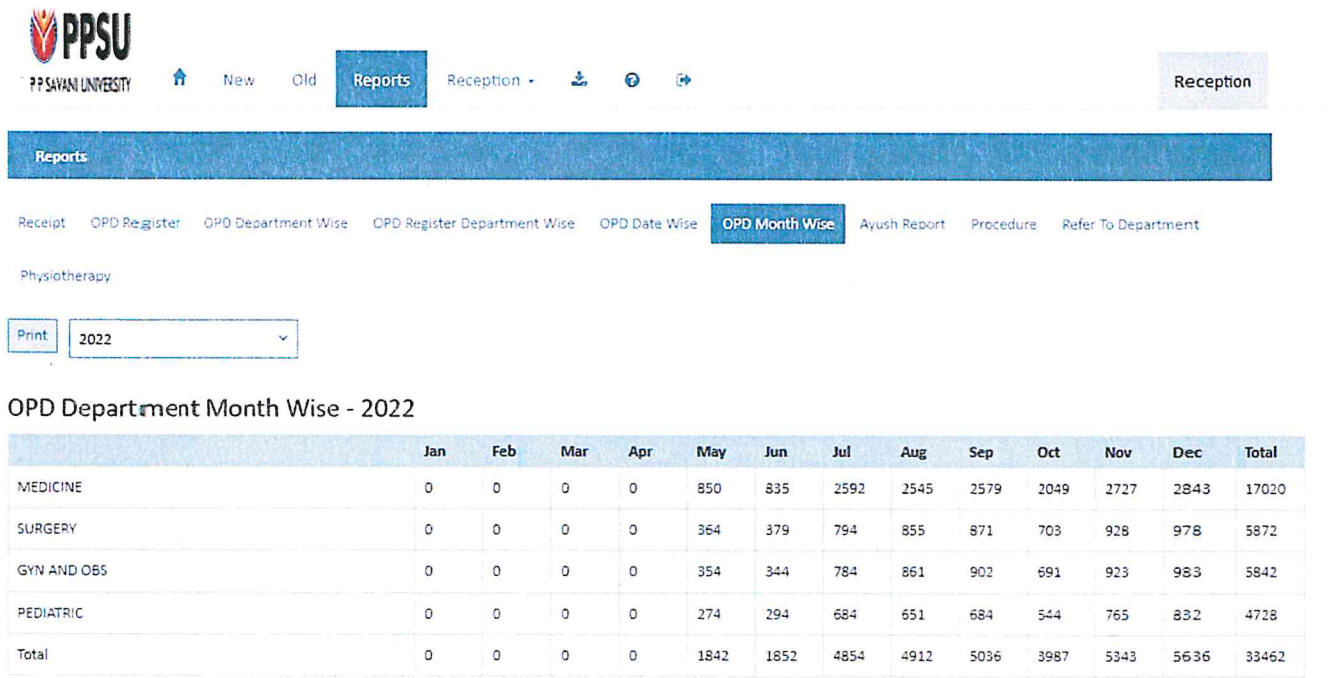 PPSU
P P SAVANI UNIVERSITY
New Old Reports Reception Reception
Reports
Receipt OPD Register OPD Department Wise OPD Register Department Wise OPD Date Wise OPD Month Wise Ayush Report Procedure Refer To Department
Physiotherapy
Print 2022
OPD Department Month Wise - 2022
Jan Feb Mar Apr May Jun Jul Aug Sep Oct Nov Dec Total
MEDICINE 0 0 0 0 850 835 2592 2545 2579 2049 2727 2843 17020
SURGERY 0 0 0 0 364 379 794 855 871 703 928 978 5872
GYN AND OBS 0 0 0 0 354 344 784 861 902 691 923 983 5842
PEDIATRIC 0 0 0 0 274 294 684 651 684 544 765 832 4728
Total 0 0 0 0 1842 1852 4854 4912 5036 3987 5343 5636 33462